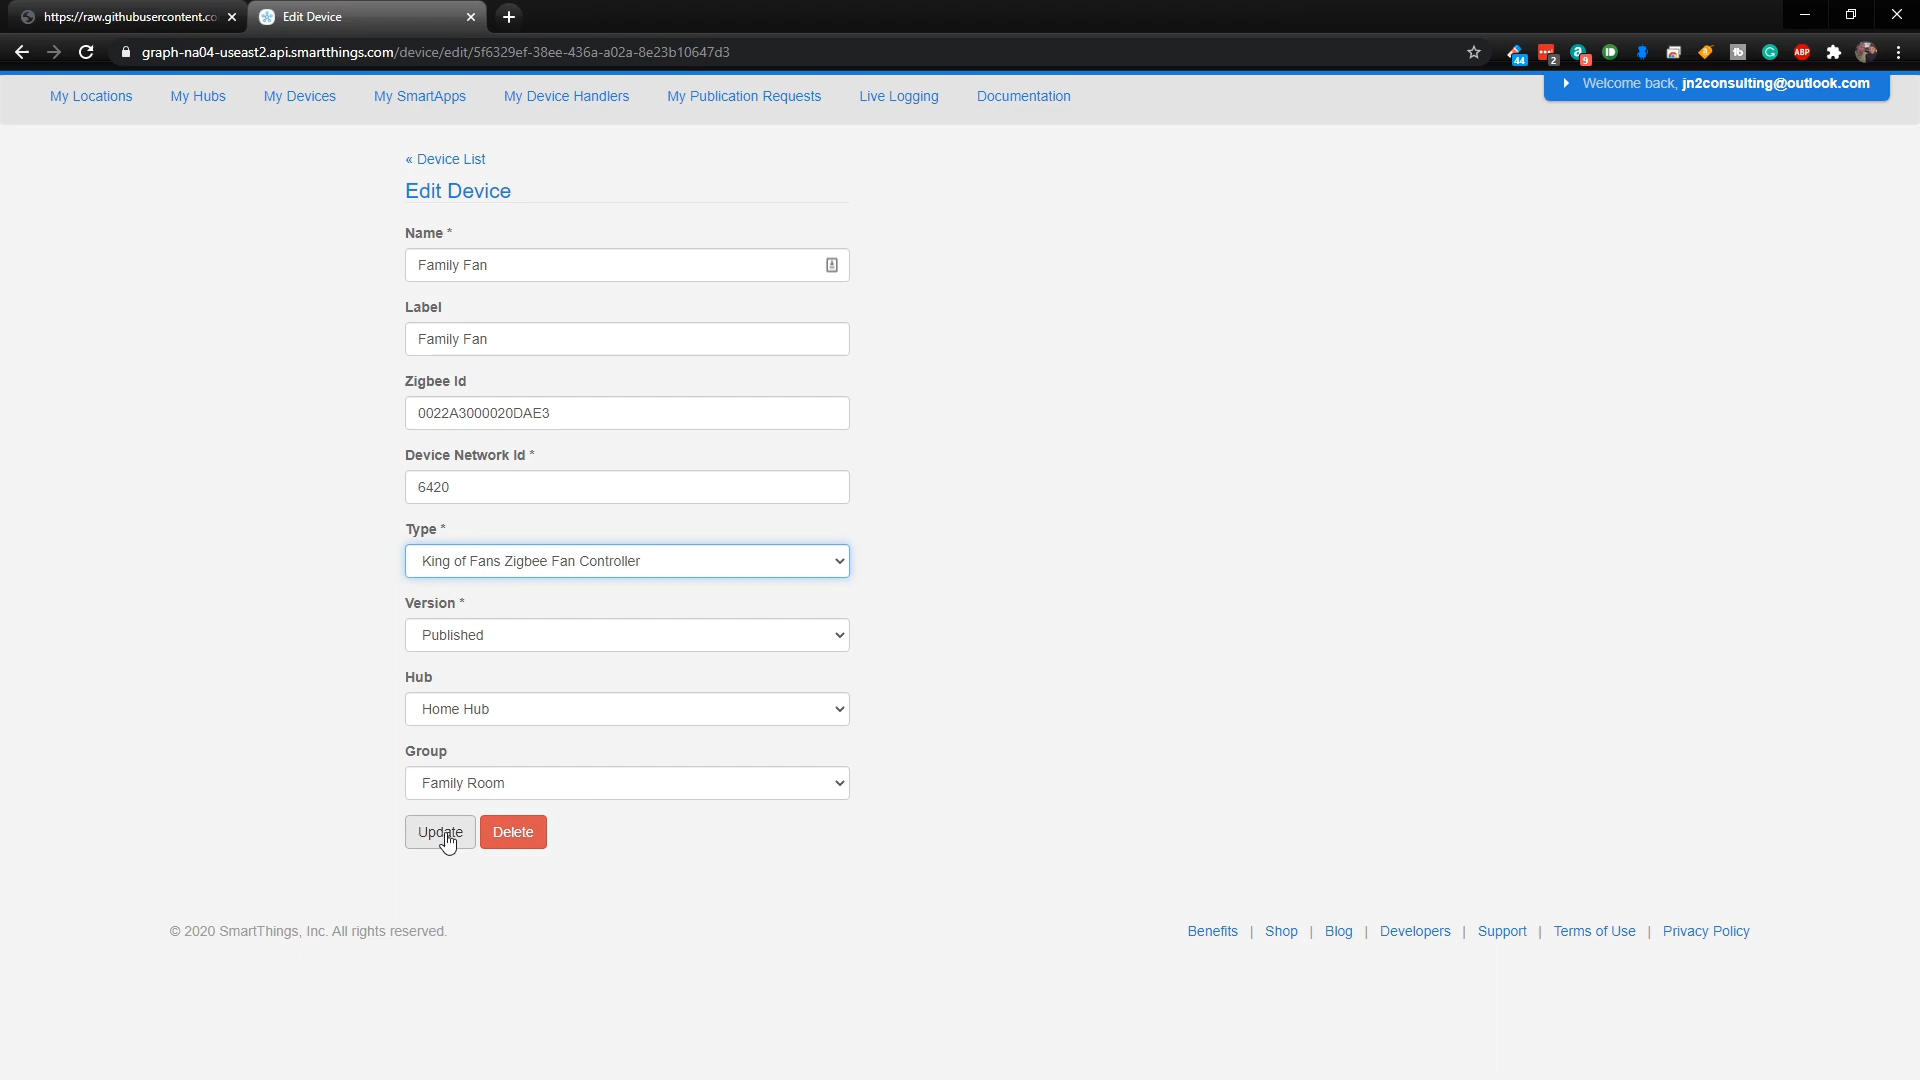 https://raw.githubusercontent.co
Edit Device
graph-na04-useast2.api.smartthings.com/device/edit/5f6329ef-38ee-436a-a02a-8e23b10647d3
44
2
9
ABP
My Locations
My Hubs
My Devices
My SmartApps
My Device Handlers
My Publication Requests
Live Logging
Documentation
Welcome back, jn2consulting@outlook.com
« Device List
Edit Device
Name *
Family Fan
Label
Family Fan
Zigbee Id
0022A3000020DAE3
Device Network Id *
6420
Type *
King of Fans Zigbee Fan Controller
Version *
Published
Hub
Home Hub
Group
Family Room
Update
Delete
© 2020 SmartThings, Inc. All rights reserved.
Benefits | Shop | Blog | Developers | Support | Terms of Use | Privacy Policy